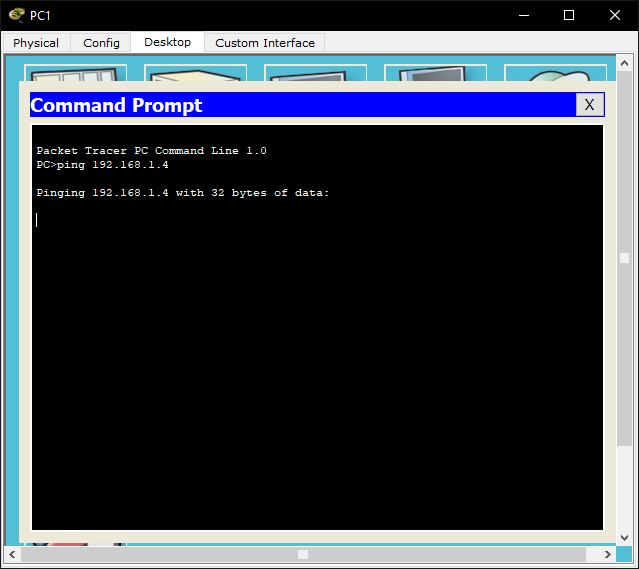 PC1
Physical Config Desktop Custom Interface
Command Prompt X
Packet Tracer PC Command Line 1.0
PC>ping 192.168.1.4
Pinging 192.168.1.4 with 32 bytes of data: